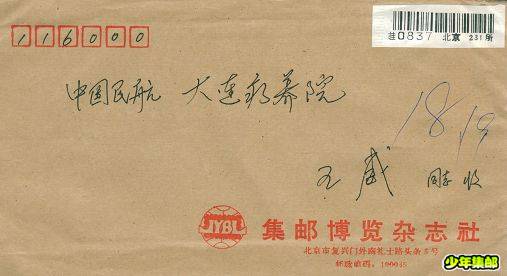 116000
挂0837 北京 231所
中国民航 大连疗养院
1819
王威 同志收
JYBL
集邮博览杂志社
北京市复兴门外南礼士路头条5号
邮政编码：100045
少年集邮